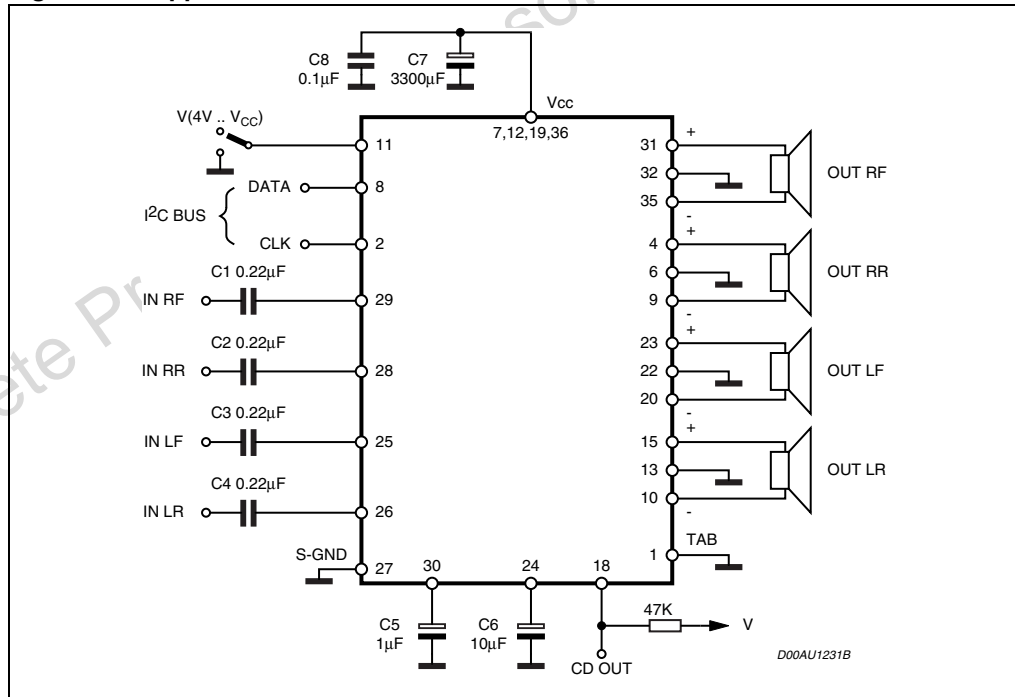 C8
0.1µF
C7
3300µF
Vcc
7,12,19,36
V(4V .. VCC)
11
I2C BUS
DATA
8
CLK
2
C1 0.22µF
IN RF
29
C2 0.22µF
IN RR
28
C3 0.22µF
IN LF
25
C4 0.22µF
IN LR
26
S-GND
27
30
24
18
C5
1µF
C6
10µF
CD OUT
47K
V
31
+
32
35
-
OUT RF
+
4
6
9
-
OUT RR
+
23
22
20
-
OUT LF
+
15
13
10
-
OUT LR
1
TAB
D00AU1231B